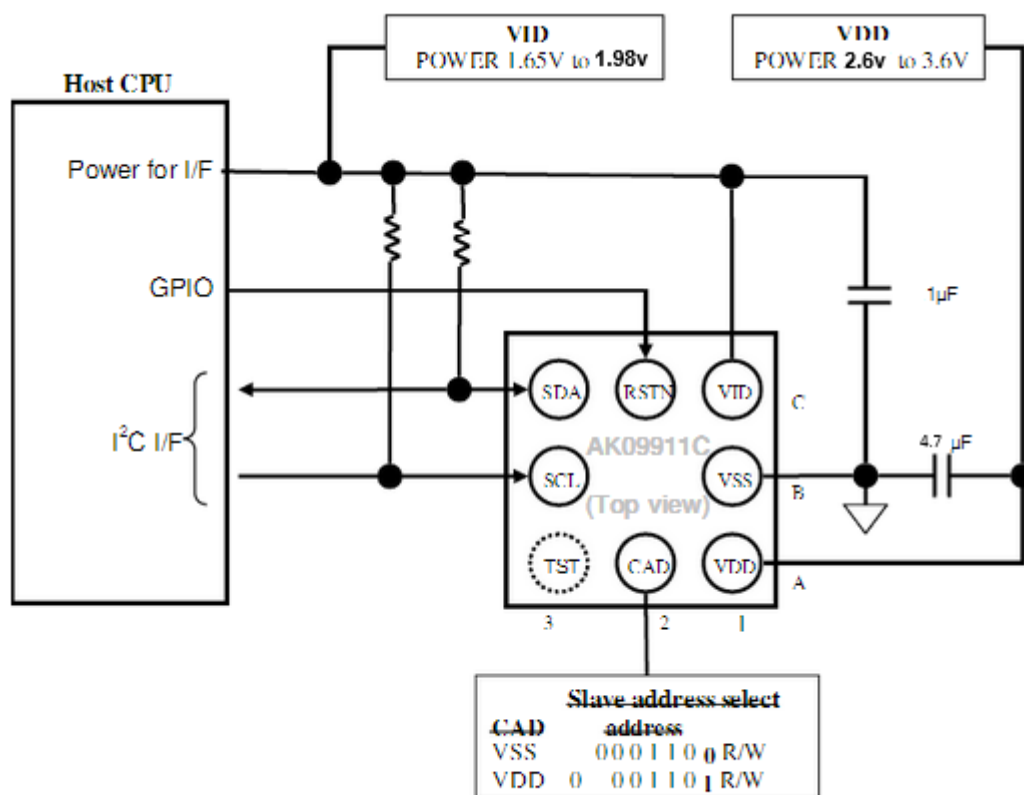 VID
POWER 1.65V to 1.98v
VDD
POWER 2.6v to 3.6V
Host CPU
Power for I/F
GPIO
1µF
SDA
RSTN
VID
C
I²C I/F
AK09911C
4.7 µF
SCL
VSS
B
(Top view)
TST
CAD
VDD
A
3
2
1
Slave address select
CAD address
VSS 0 0 0 1 1 0 0 R/W
VDD 0 0 0 1 1 0 1 R/W